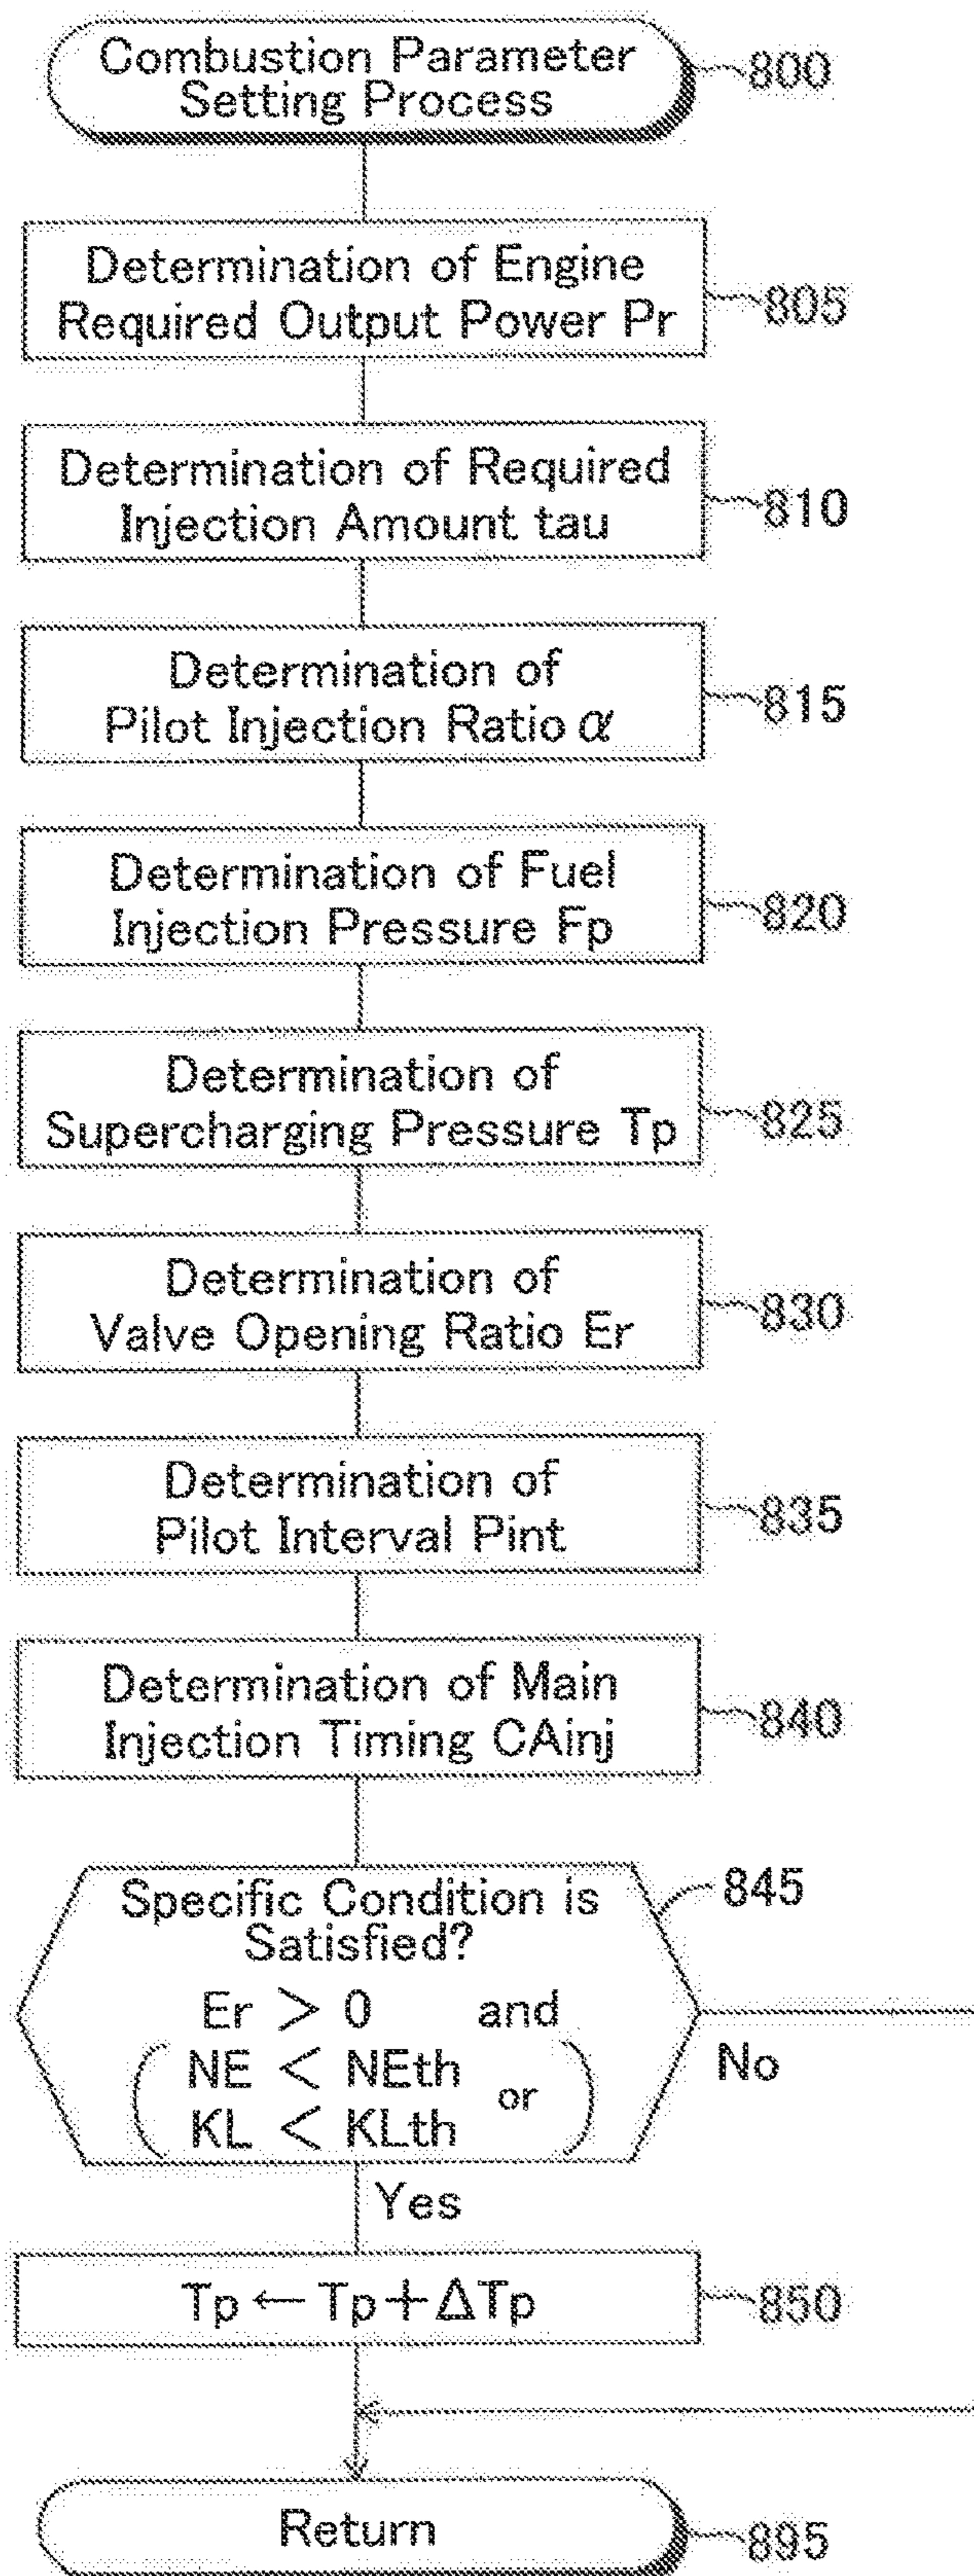 Combustion Parameter
Setting Process
800
Determination of Engine
Required Output Power Pr
805
Determination of Required
Injection Amount tau
810
Determination of
Pilot Injection Ratio α
815
Determination of Fuel
Injection Pressure Fp
820
Determination of
Supercharging Pressure Tp
825
Determination of
Valve Opening Ratio Er
830
Determination of
Pilot Interval Pint
835
Determination of Main
Injection Timing CAinj
840
Specific Condition is
Satisfied?
845
Er > 0 and
NE < NEth
or
KL < KLth
No
Yes
Tp ← Tp + ΔTp
850
Return
895